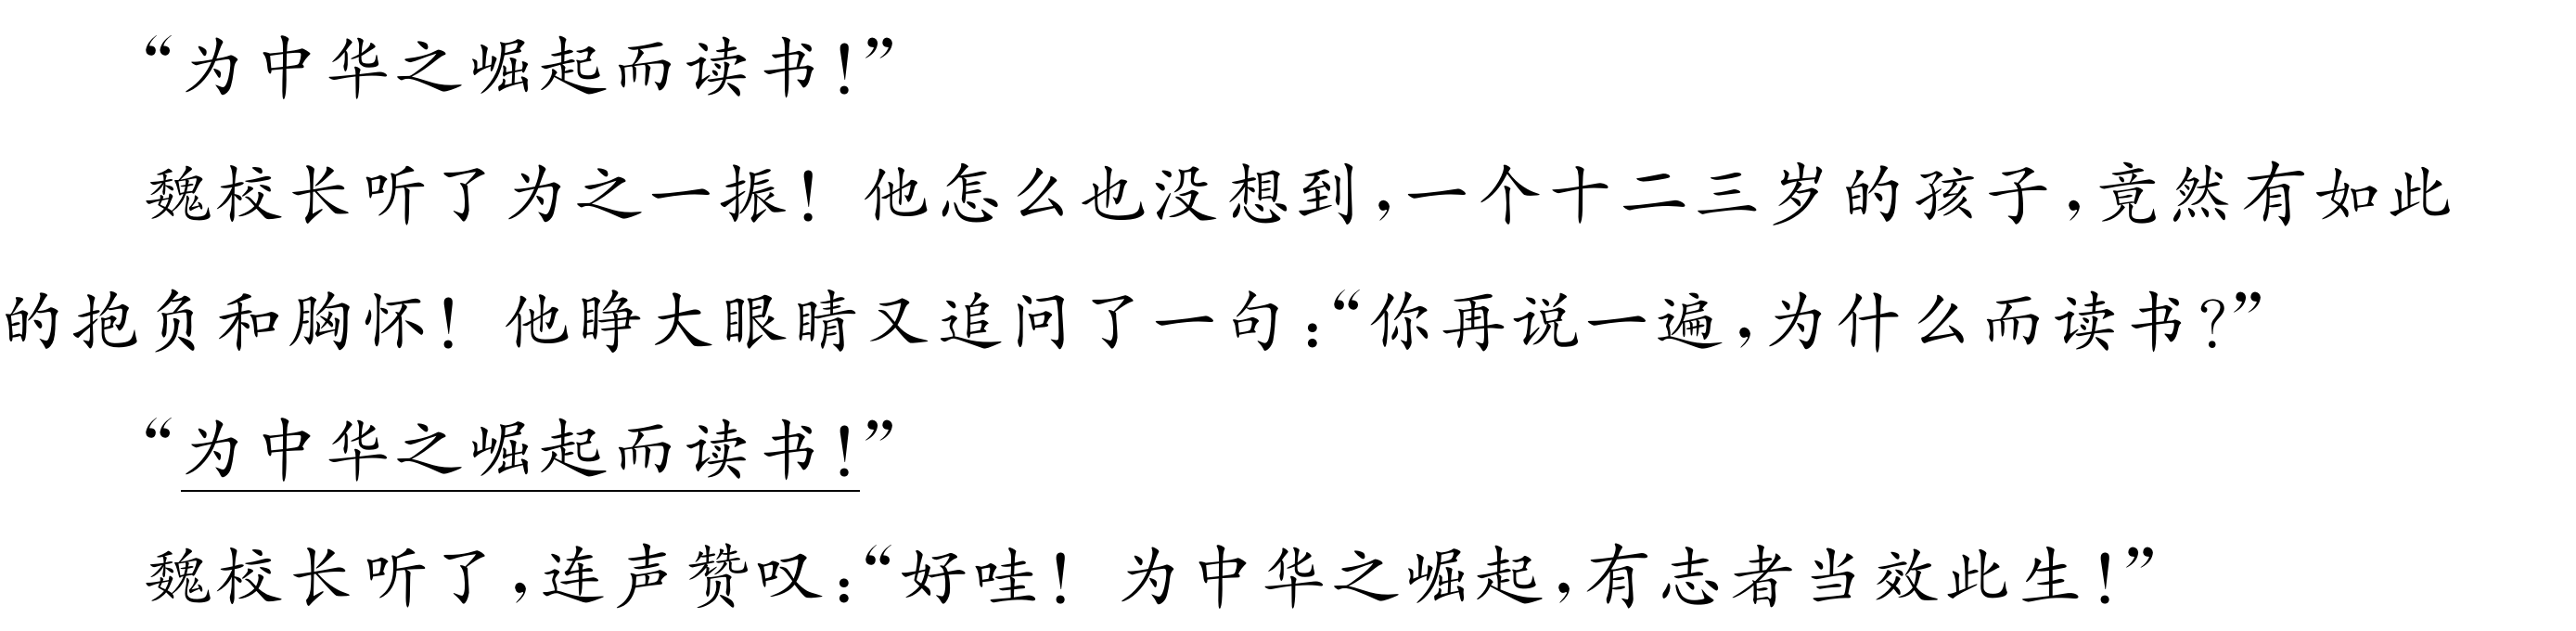 “为中华之崛起而读书！”
魏校长听了为之一振！他怎么也没想到，一个十二三岁的孩子，竟然有如此
的抱负和胸怀！他睁大眼睛又追问了一句：“你再说一遍，为什么而读书？”
“为中华之崛起而读书！”
魏校长听了，连声赞叹：“好哇！为中华之崛起，有志者当效此生！”